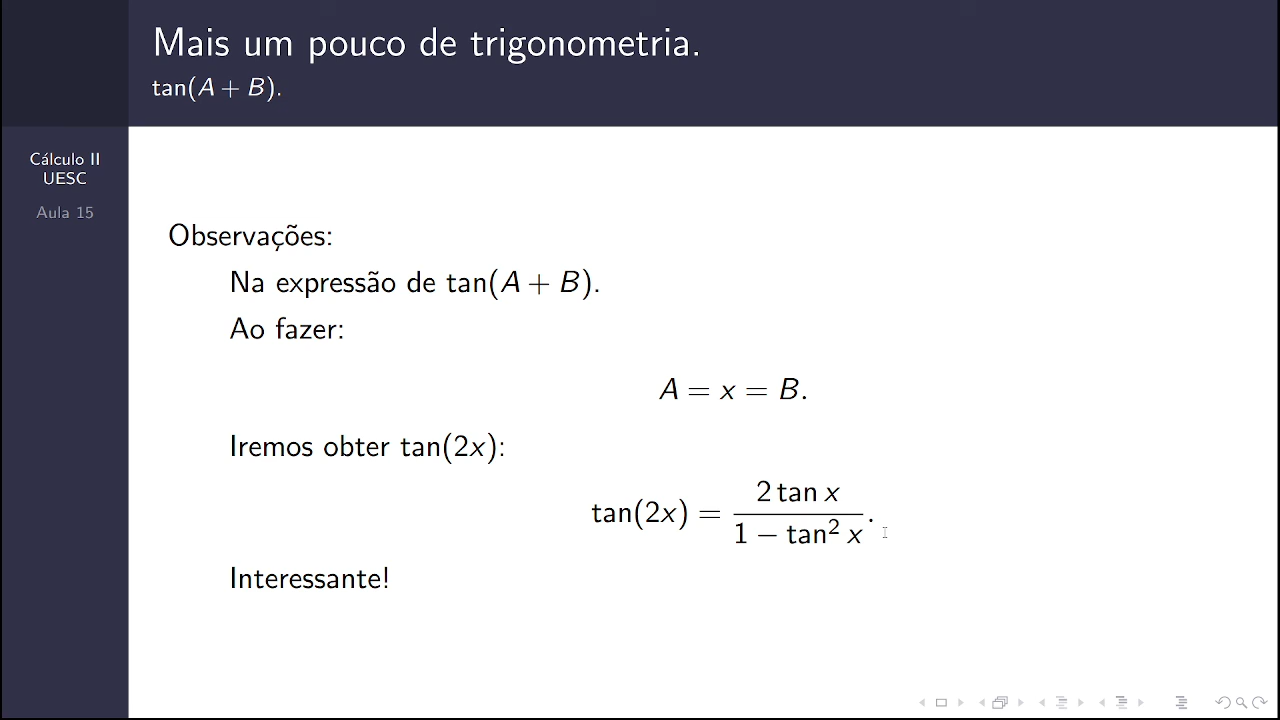 Mais um pouco de trigonometria.
tan(A + B).
Cálculo II
UESC
Aula 15
Observações:
Na expressão de tan(A + B).
Ao fazer:
A = x = B.
Iremos obter tan(2x):
tan(2x) = \frac{2 tan x}{1 − tan² x}.
Interessante!